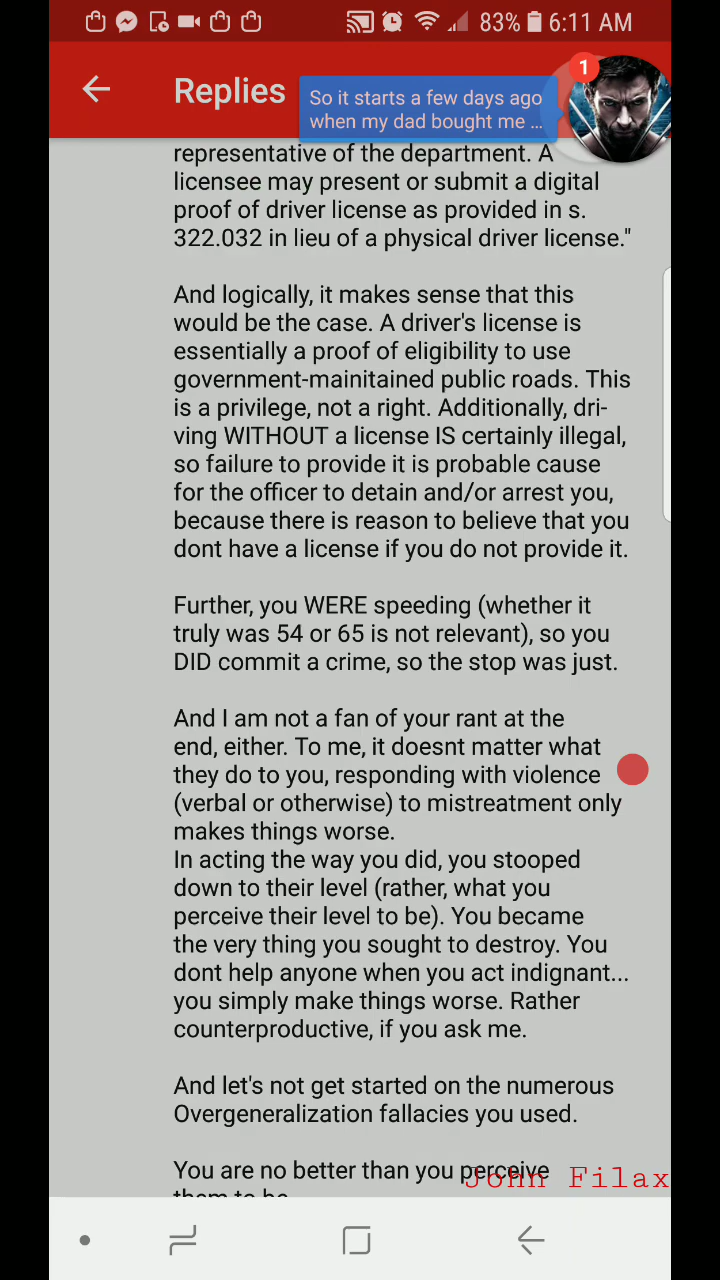 83% 6:11 AM
Replies
1
So it starts a few days ago
when my dad bought me ...
representative of the department. A
licensee may present or submit a digital
proof of driver license as provided in s.
322.032 in lieu of a physical driver license."
And logically, it makes sense that this
would be the case. A driver's license is
essentially a proof of eligibility to use
government-mainitained public roads. This
is a privilege, not a right. Additionally, dri-
ving WITHOUT a license IS certainly illegal,
so failure to provide it is probable cause
for the officer to detain and/or arrest you,
because there is reason to believe that you
dont have a license if you do not provide it.
Further, you WERE speeding (whether it
truly was 54 or 65 is not relevant), so you
DID commit a crime, so the stop was just.
And I am not a fan of your rant at the
end, either. To me, it doesnt matter what
they do to you, responding with violence
(verbal or otherwise) to mistreatment only
makes things worse.
In acting the way you did, you stooped
down to their level (rather, what you
perceive their level to be). You became
the very thing you sought to destroy. You
dont help anyone when you act indignant...
you simply make things worse. Rather
counterproductive, if you ask me.
And let's not get started on the numerous
Overgeneralization fallacies you used.
You are no better than you perceive
them to be
John Filax